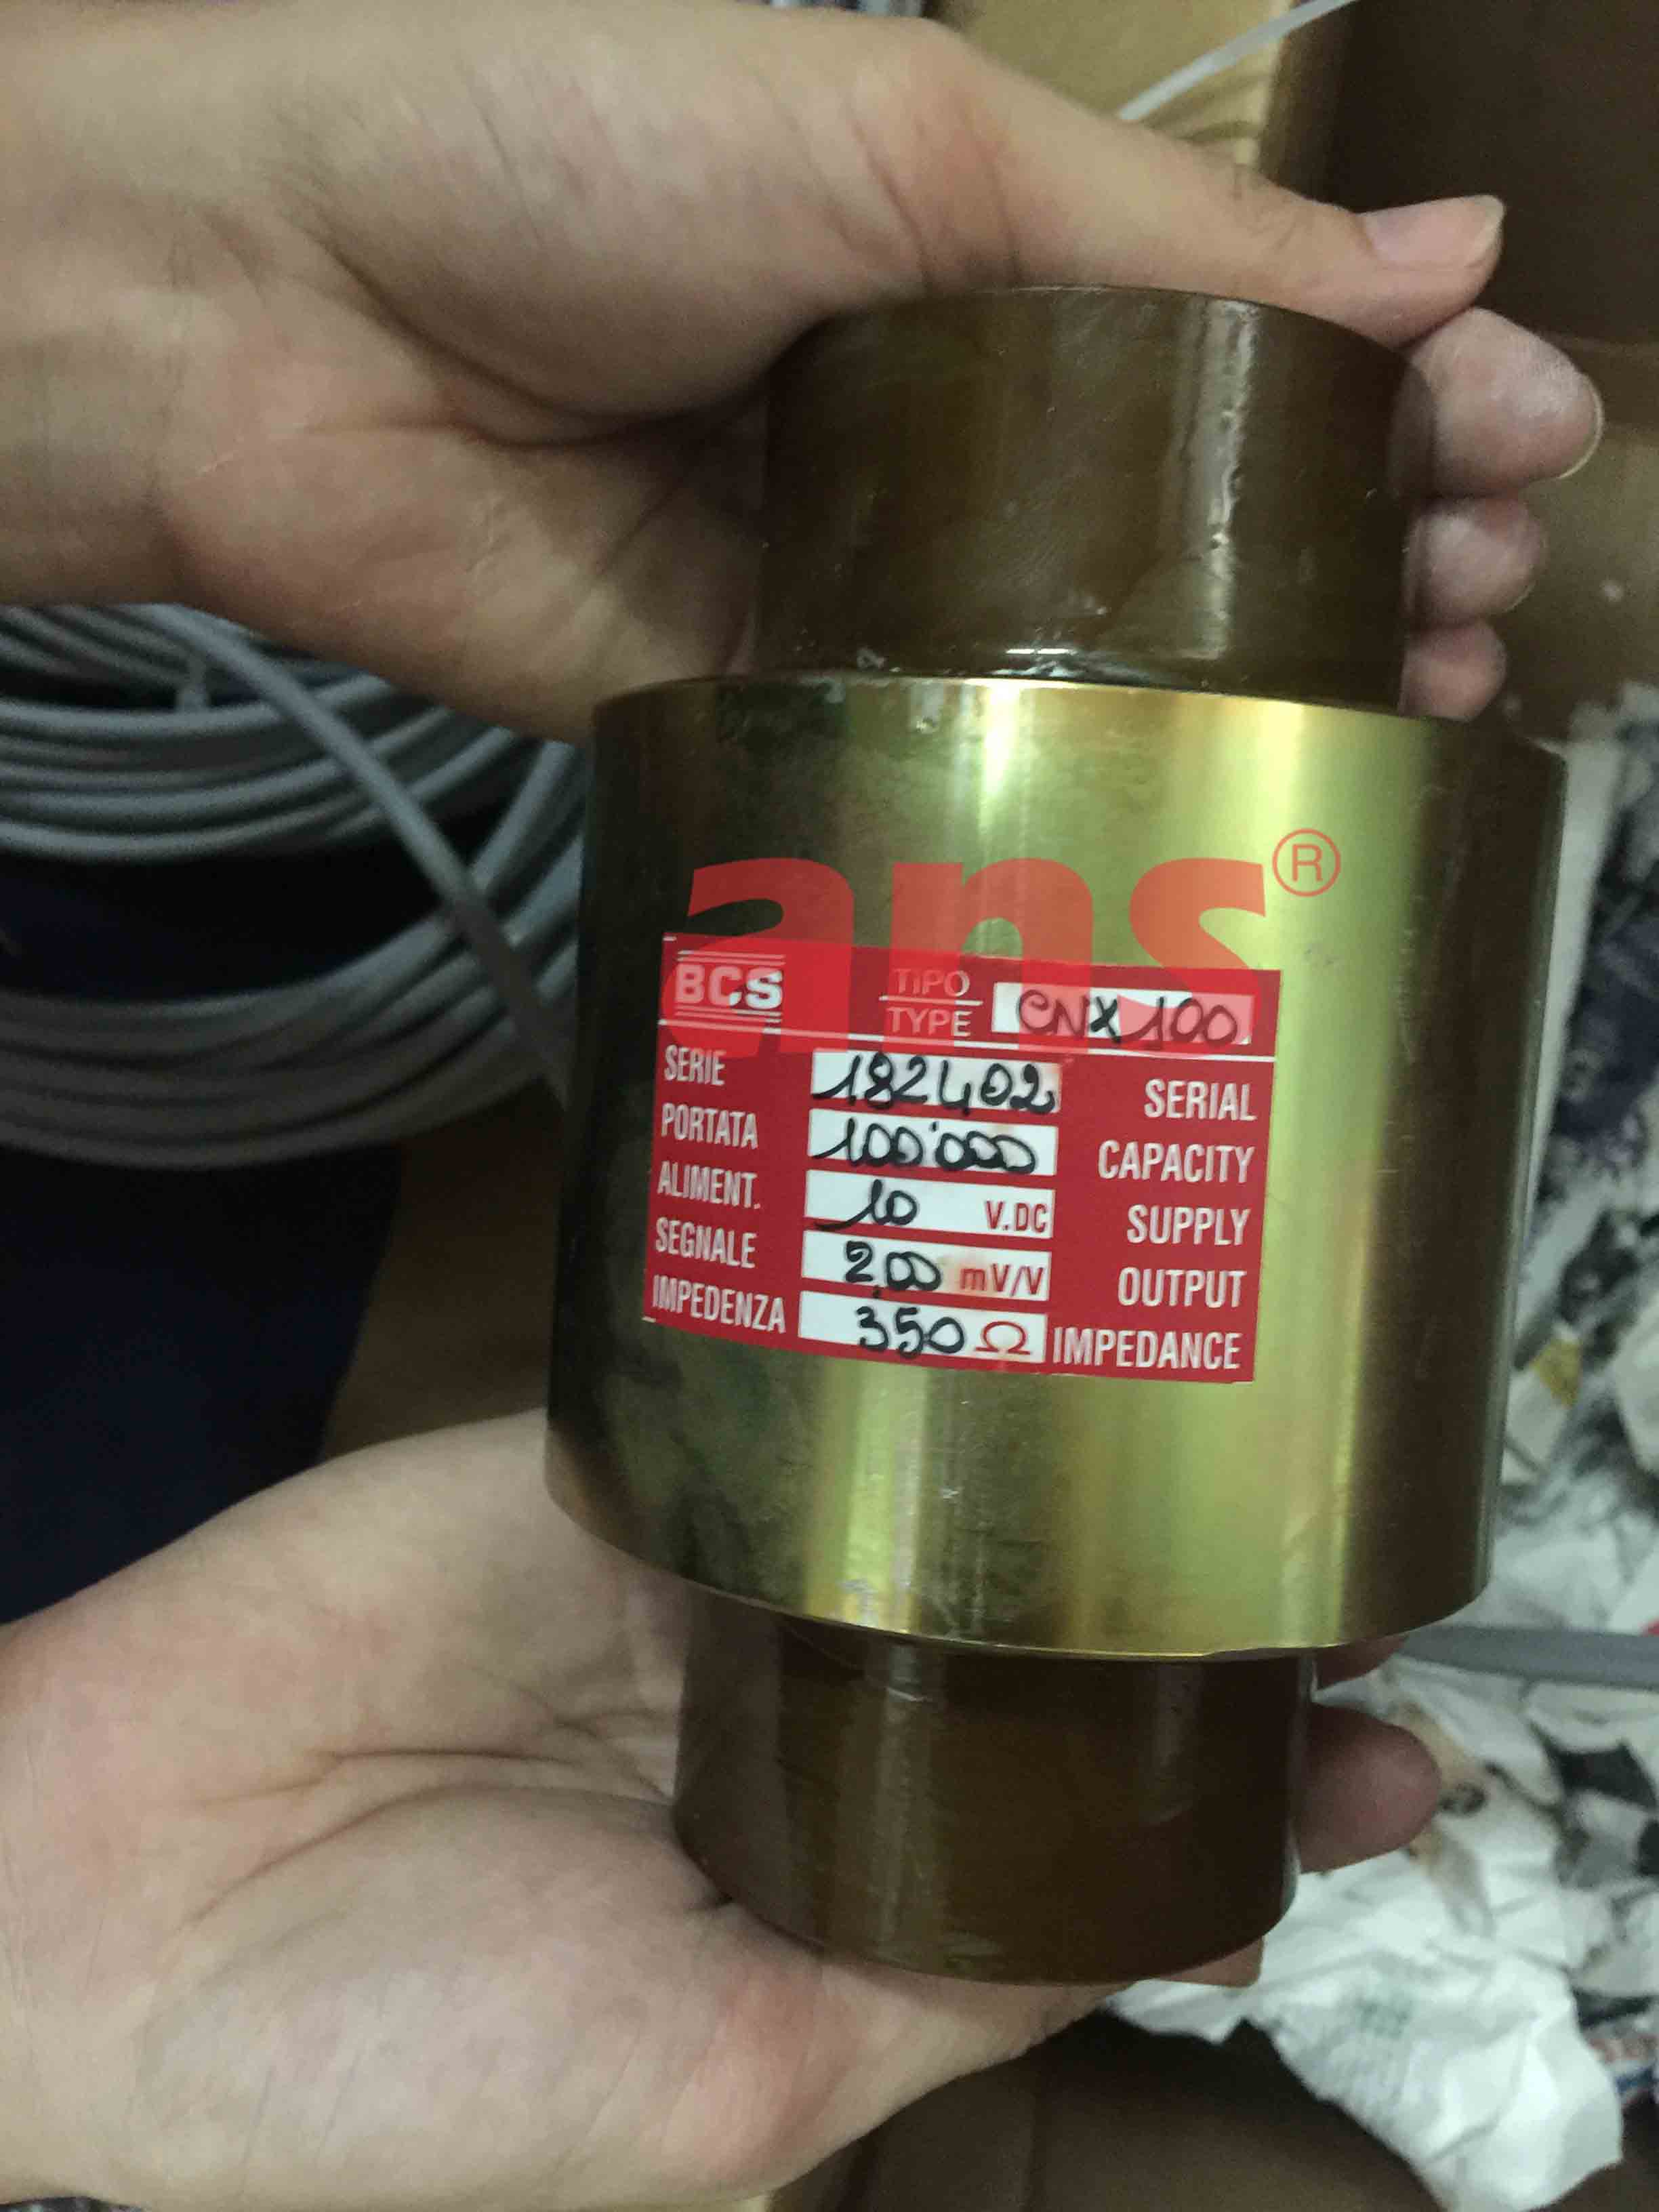 ans®
BCS TIPO TYPE CNX 100
SERIE 182402 SERIAL
PORTATA 100'000 CAPACITY
ALIMENT. 10 V.DC SUPPLY
SEGNALE 2,00 mV/V OUTPUT
IMPEDENZA 350 Ω IMPEDANCE